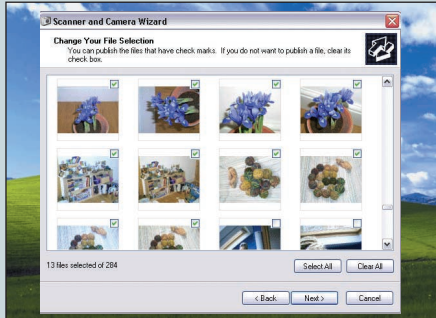 Scanner and Camera Wizard
Change Your File Selection
You can publish the files that have check marks. If you do not want to publish a file, clear its
check box.
13 files selected of 284
Select All
Clear All
< Back
Next >
Cancel